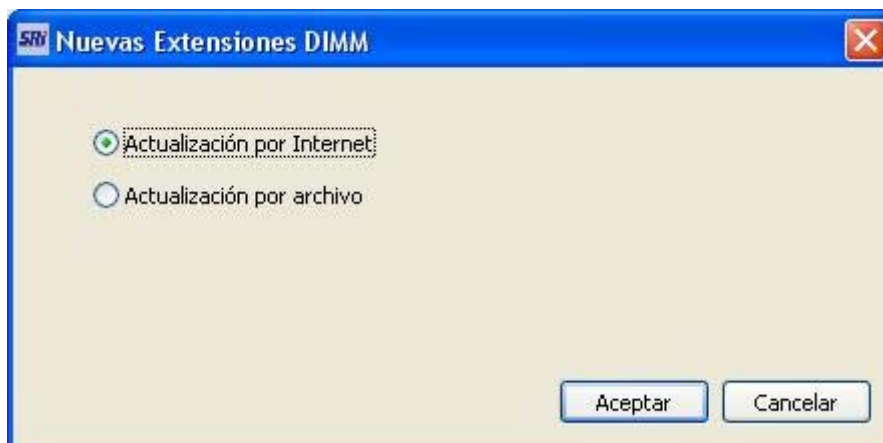 SRi Nuevas Extensiones DIMM
Actualización por Internet
Actualización por archivo
Aceptar Cancelar